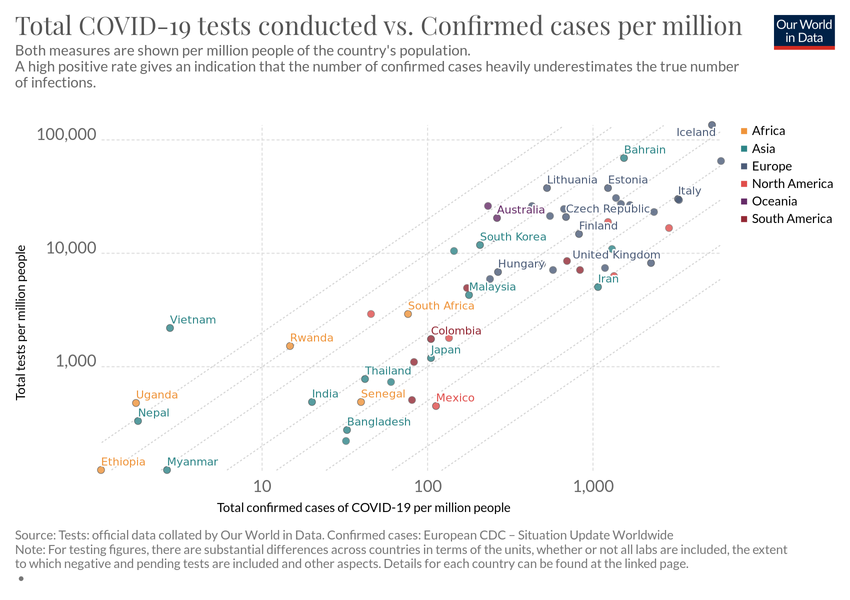 Total COVID-19 tests conducted vs. Confirmed cases per million
Our World
in Data
Both measures are shown per million people of the country's population.
A high positive rate gives an indication that the number of confirmed cases heavily underestimates the true number
of infections.
Total tests per million people
100,000
10,000
1,000
Iceland
Bahrain
Lithuania
Estonia
Italy
Australia
Czech Republic
Finland
South Korea
United Kingdom
Hungary
Iran
Malaysia
South Africa
Vietnam
Colombia
Rwanda
Japan
Thailand
Uganda
India
Senegal
Mexico
Nepal
Bangladesh
Ethiopia
Myanmar
10
100
1,000
Total confirmed cases of COVID-19 per million people
Africa
Asia
Europe
North America
Oceania
South America
Source: Tests: official data collated by Our World in Data. Confirmed cases: European CDC – Situation Update Worldwide
Note: For testing figures, there are substantial differences across countries in terms of the units, whether or not all labs are included, the extent
to which negative and pending tests are included and other aspects. Details for each country can be found at the linked page.
•